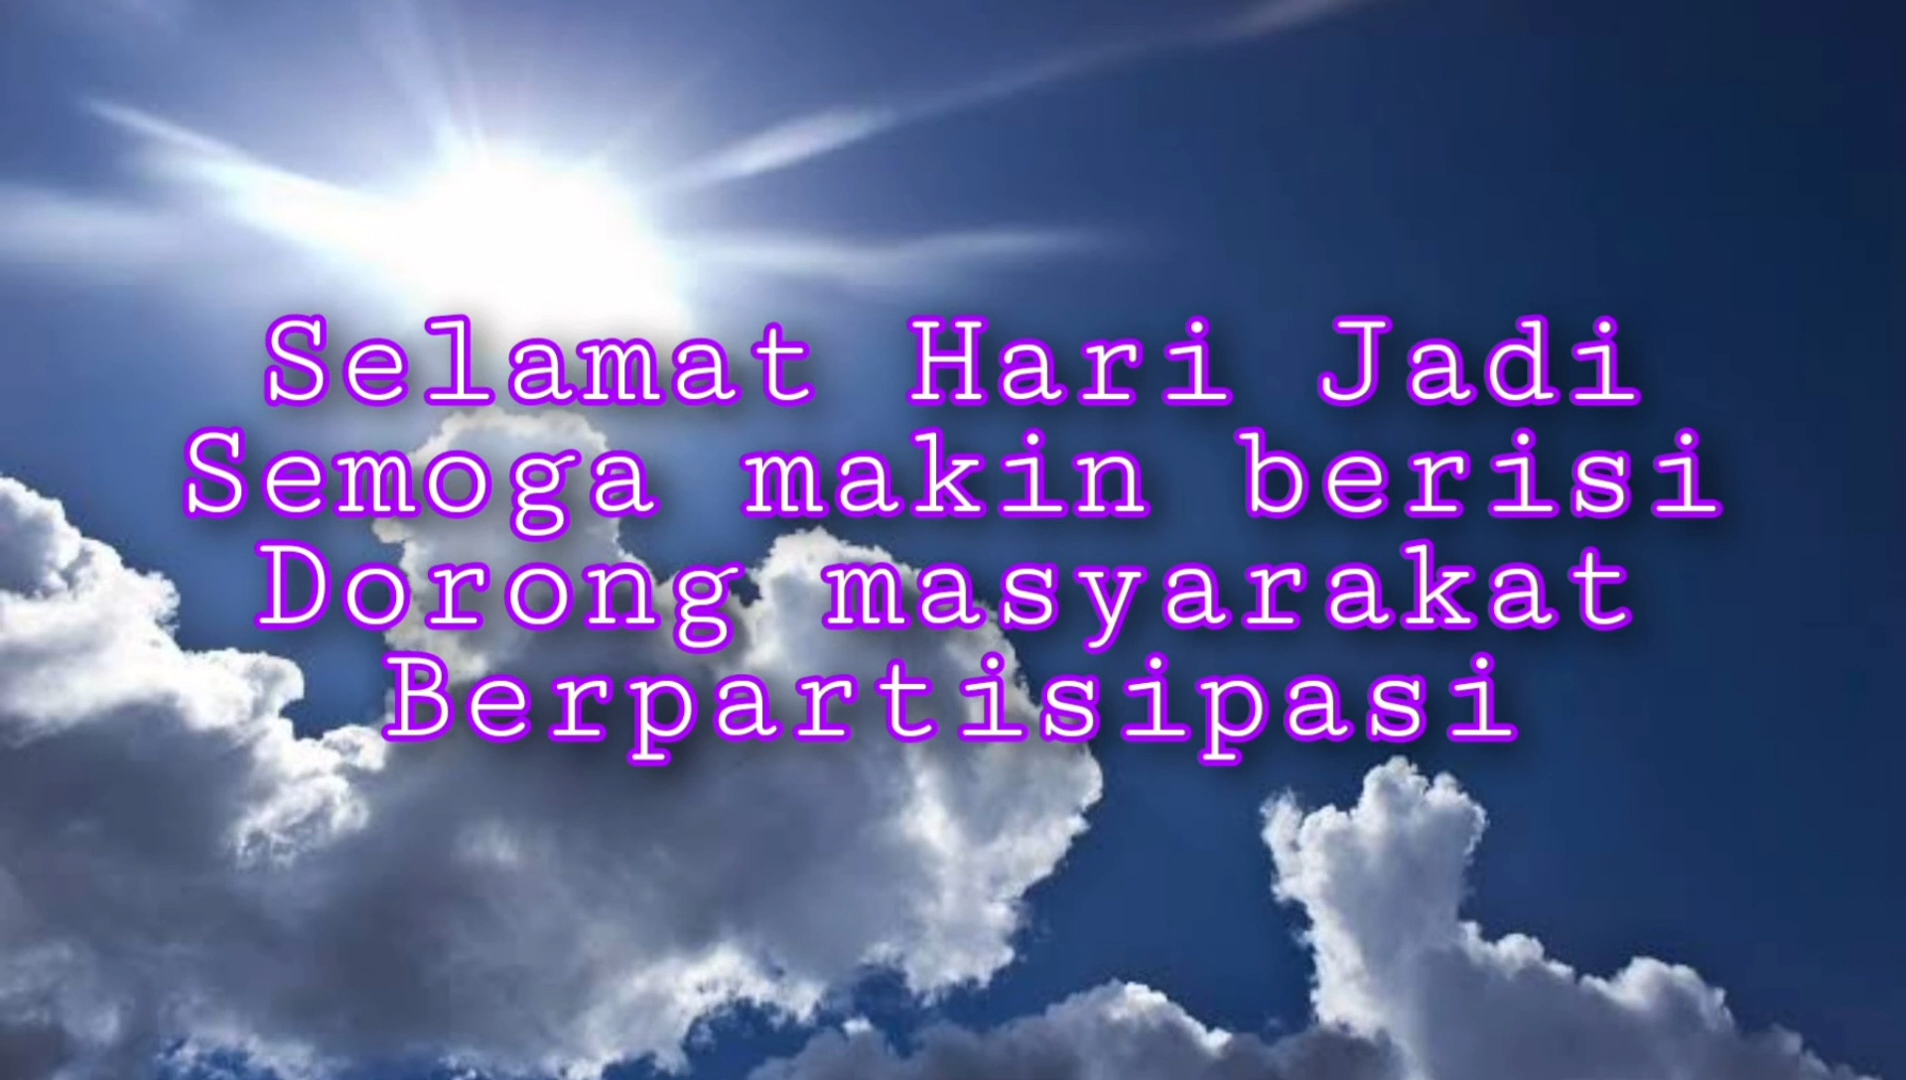 Selamat Hari Jadi
Semoga makin berisi
Dorong masyarakat
Berpartisipasi